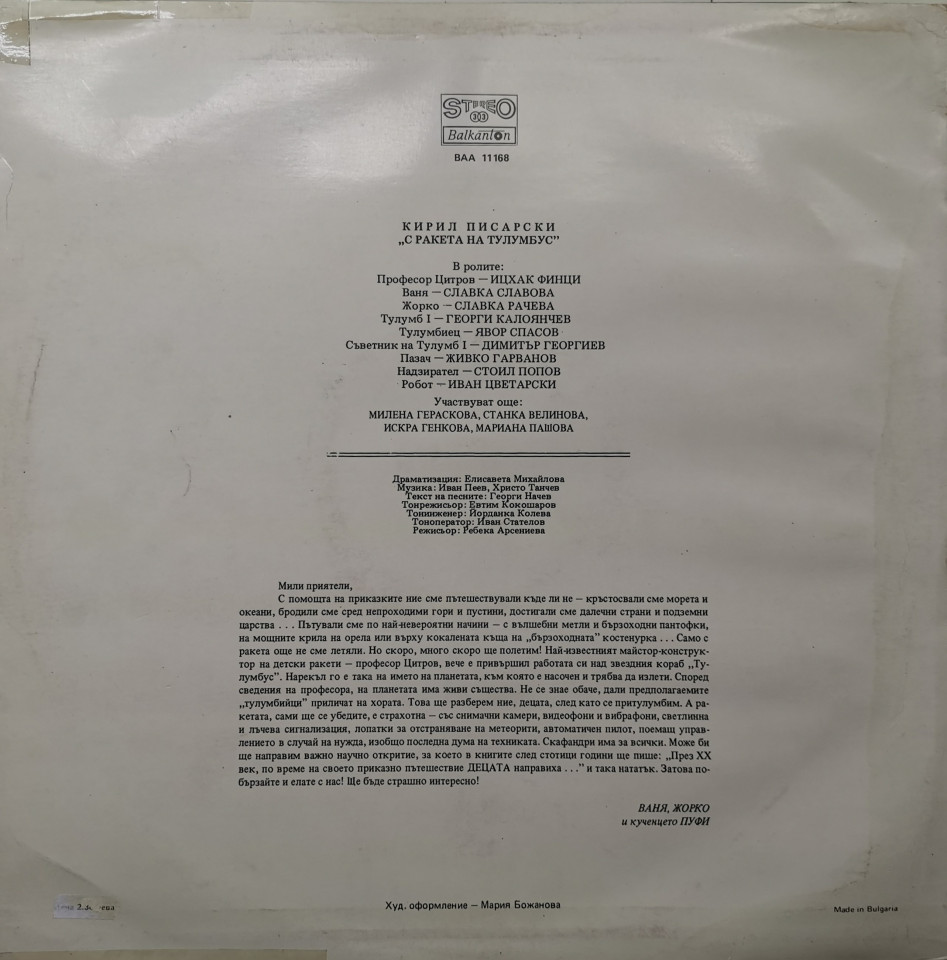 STEREO
33
Balkanton
ВАА 11168
КИРИЛ ПИСАРСКИ
„С РАКЕТА НА ТУЛУМБУС”
В ролите:
Професор Цитров — ИЦХАК ФИНЦИ
Ваня — СЛАВКА СЛАВОВА
Жорко — СЛАВКА РАЧЕВА
Тулумб I — ГЕОРГИ КАЛОЯНЧЕВ
Тулумбиец — ЯВОР СПАСОВ
Съветник на Тулумб I — ДИМИТЪР ГЕОРГИЕВ
Пазач — ЖИВКО ГАРВАНОВ
Надзирател — СТОИЛ ПОПОВ
Робот — ИВАН ЦВЕТАРСКИ
Участвуват още:
МИЛЕНА ГЕРАСКОВА, СТАНКА ВЕЛИНОВА,
ИСКРА ГЕНКОВА, МАРИАНА ПАШОВА
Драматизация: Елисавета Михайлова
Музика: Иван Пеев, Христо Танчев
Текст на песните: Георги Начев
Тонрежисьор: Евтим Кокошаров
Тонинженер: Йорданка Колева
Тоноператор: Иван Стателов
Режисьор: Ребека Арсениева
Мили приятели,
С помощта на приказките ние сме пътешествували къде ли не — кръстосвали сме морета и
океани, бродили сме сред непроходими гори и пустини, достигали сме далечни страни и подземни
царства . . . Пътували сме по най-невероятни начини — с вълшебни метли и бързоходни пантофки,
на мощните крила на орела или върху кокалената къща на „бързоходната” костенурка . . . Само с
ракета още не сме летяли. Но скоро, много скоро ще полетим! Най-известният майстор-конструк-
тор на детски ракети — професор Цитров, вече е привършил работата си над звездния кораб „Ту-
лумбус”. Нарекъл го е така на името на планетата, към която е насочен и трябва да излети. Според
сведения на професора, на планетата има живи същества. Не се знае обаче, дали предполагаемите
„тулумбийци” приличат на хората. Това ще разберем ние, децата, след като се притулумбим. А ра-
кетата, сами ще се убедите, е страхотна — със снимачни камери, видеофони и вибрафони, светлинна
и лъчева сигнализация, лопатки за отстраняване на метеорити, автоматичен пилот, поемащ управ-
лението в случай на нужда, изобщо последна дума на техниката. Скафандри има за всички. Може би
ще направим важно научно откритие, за което в книгите след стотици години ще пише: „През XX
век, по време на своето приказно пътешествие ДЕЦАТА направиха . . .” и така нататък. Затова по-
бързайте и елате с нас! Ще бъде страшно интересно!
ВАНЯ, ЖОРКО
и кученцето ПУФИ
Худ. оформление — Мария Божанова
Made in Bulgaria